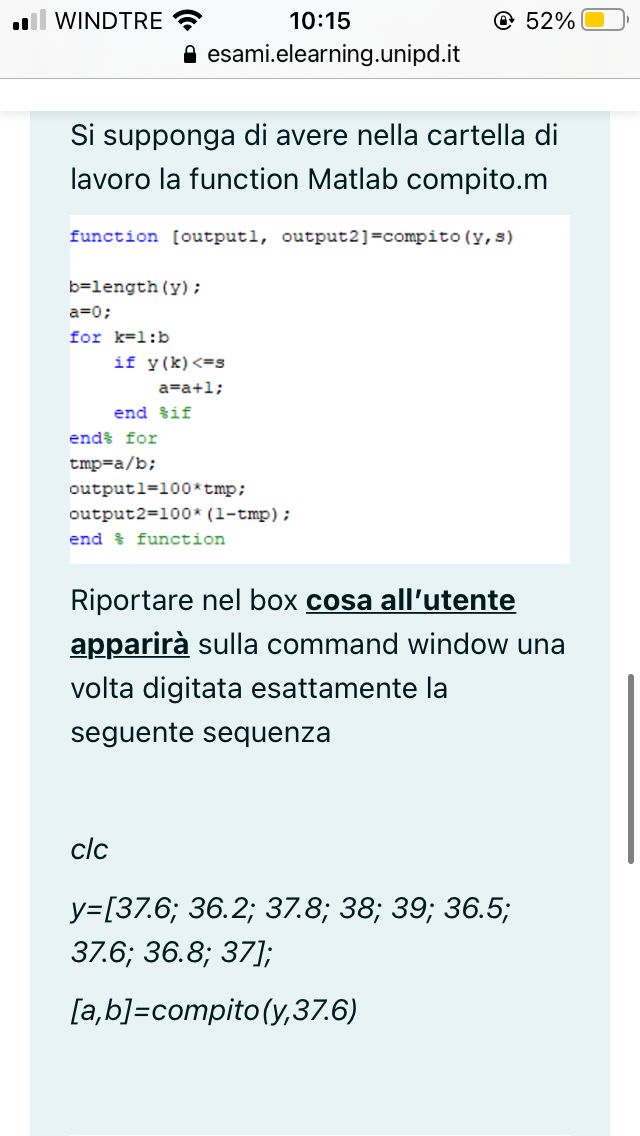 WINDTRE 10:15 52%
esami.elearning.unipd.it
Si supponga di avere nella cartella di
lavoro la function Matlab compito.m
function [output1, output2]=compito(y,s)
b=length(y);
a=0;
for k=1:b
if y(k)<=s
a=a+1;
end %if
end% for
tmp=a/b;
output1=100*tmp;
output2=100*(1-tmp);
end % function
Riportare nel box cosa all’utente
apparirà sulla command window una
volta digitata esattamente la
seguente sequenza
clc
y=[37.6; 36.2; 37.8; 38; 39; 36.5;
37.6; 36.8; 37];
[a,b]=compito(y,37.6)